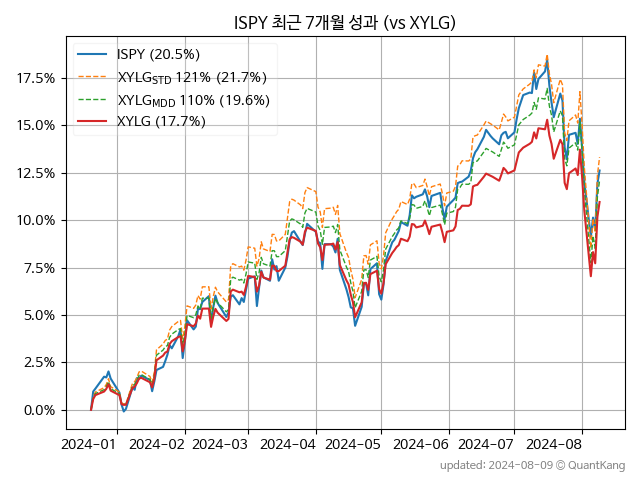 ISPY 최근 7개월 성과 (vs XYLG)
ISPY (20.5%)
XYLG_STD 121% (21.7%)
XYLG_MDD 110% (19.6%)
XYLG (17.7%)
17.5%
15.0%
12.5%
10.0%
7.5%
5.0%
2.5%
0.0%
2024-01 2024-02 2024-03 2024-04 2024-05 2024-06 2024-07 2024-08
updated: 2024-08-09 © QuantKang